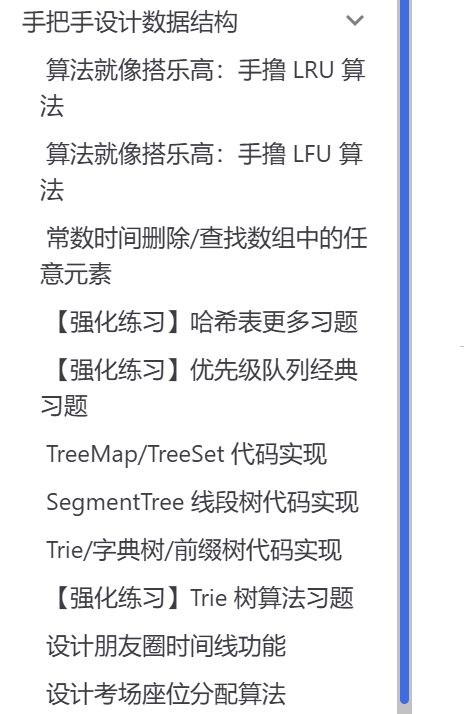 手把手设计数据结构
算法就像搭乐高：手撸 LRU 算
法
算法就像搭乐高：手撸 LFU 算
法
常数时间删除/查找数组中的任
意元素
【强化练习】哈希表更多习题
【强化练习】优先级队列经典
习题
TreeMap/TreeSet 代码实现
SegmentTree 线段树代码实现
Trie/字典树/前缀树代码实现
【强化练习】Trie 树算法习题
设计朋友圈时间线功能
设计考场座位分配算法